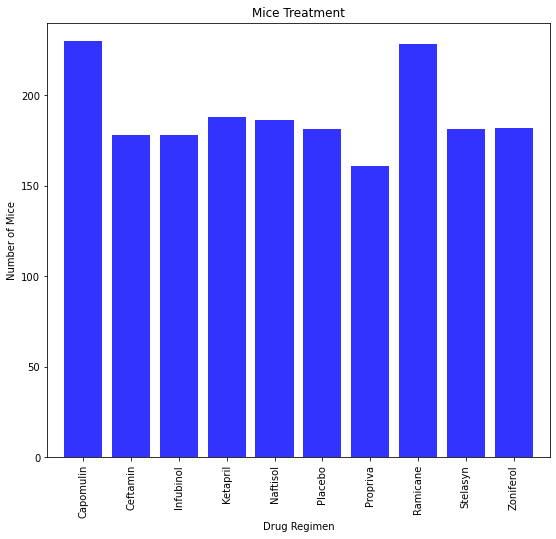 Mice Treatment
Number of Mice
200
150
100
50
0
Capomulin
Ceftamin
Infubinol
Ketapril
Naftisol
Placebo
Propriva
Ramicane
Stelasyn
Zoniferol
Drug Regimen